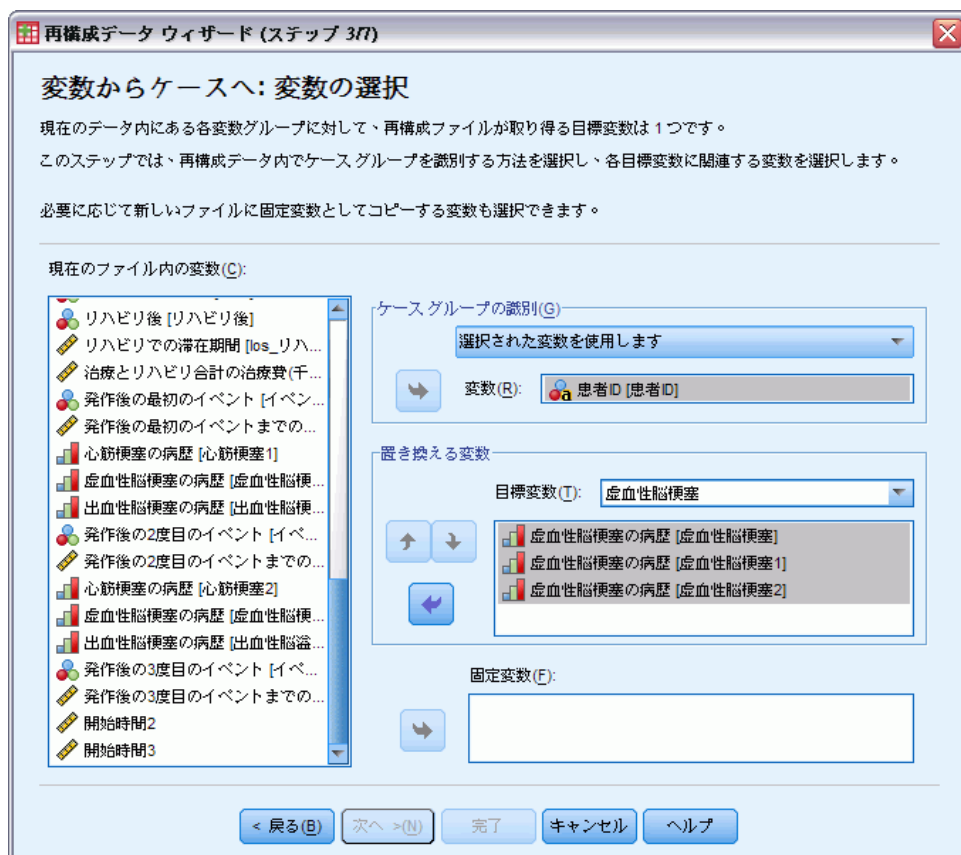 再構成データ ウィザード (ステップ 3/7)
変数からケースへ: 変数の選択
現在のデータ内にある各変数グループに対して、再構成ファイルが取り得る目標変数は 1 つです。
このステップでは、再構成データ内でケース グループを識別する方法を選択し、各目標変数に関連する変数を選択します。
必要に応じて新しいファイルに固定変数としてコピーする変数も選択できます。
現在のファイル内の変数(C):
リハビリ後 [リハビリ後]
リハビリでの滞在期間 [los_リハ...
治療とリハビリ合計の治療費(千...
発作後の最初のイベント [イベン...
発作後の最初のイベントまでの...
心筋梗塞の病歴 [心筋梗塞1]
虚血性脳梗塞の病歴 [虚血性脳梗...
出血性脳梗塞の病歴 [出血性脳梗...
発作後の2度目のイベント [イベ...
発作後の2度目のイベントまでの...
心筋梗塞の病歴 [心筋梗塞2]
虚血性脳梗塞の病歴 [虚血性脳梗...
出血性脳梗塞の病歴 [出血性脳溢...
発作後の3度目のイベント [イベ...
発作後の3度目のイベントまでの...
開始時間2
開始時間3
ケース グループの識別(G)
選択された変数を使用します
変数(R): 患者ID [患者ID]
置き換える変数
目標変数(T): 虚血性脳梗塞
虚血性脳梗塞の病歴 [虚血性脳梗塞]
虚血性脳梗塞の病歴 [虚血性脳梗塞1]
虚血性脳梗塞の病歴 [虚血性脳梗塞2]
固定変数(F):
< 戻る(B) 次へ >(N) 完了 キャンセル ヘルプ